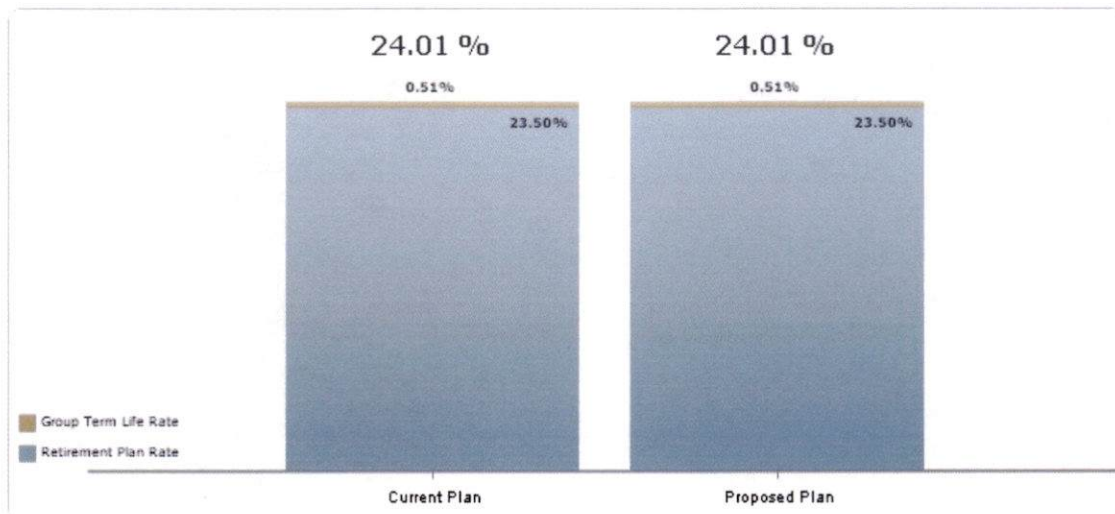 24.01 % 24.01 %
0.51% 0.51%
23.50% 23.50%
Group Term Life Rate
Retirement Plan Rate
Current Plan Proposed Plan